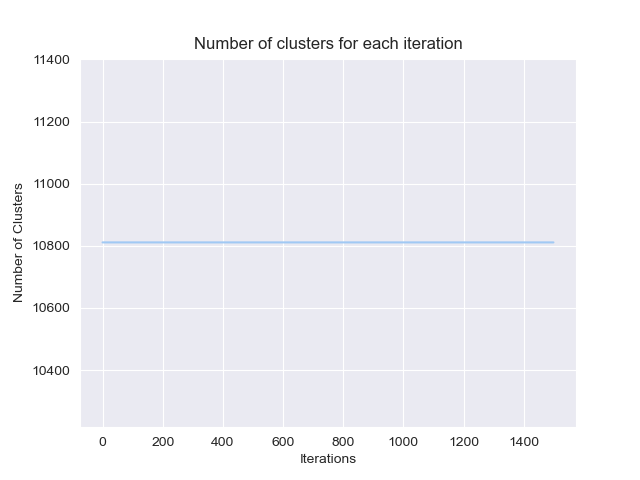 Number of clusters for each iteration
11400
11200
11000
10800
10600
10400
Number of Clusters
0 200 400 600 800 1000 1200 1400
Iterations